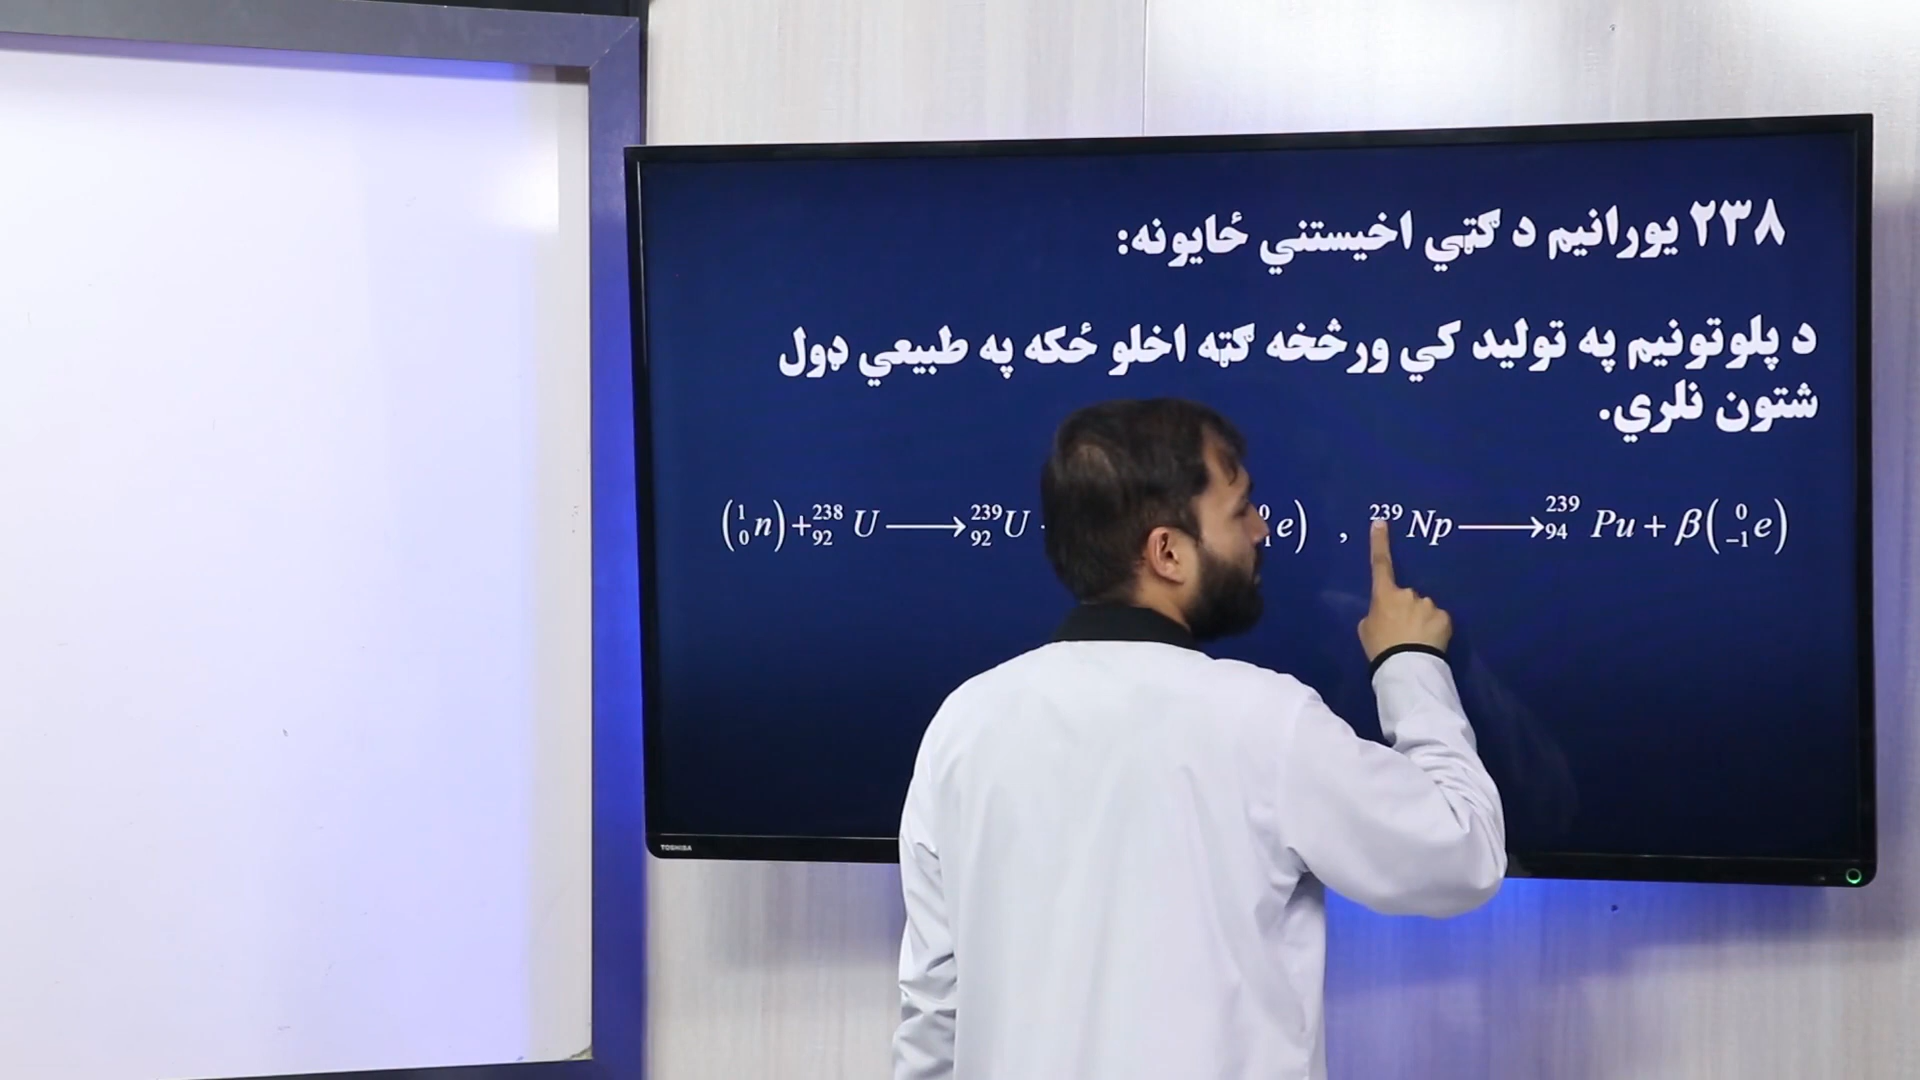 ۲۳۸ یورانیم د ګټي اخیستني ځایونه:
د پلوتونیم په تولید کي ورڅخه ګټه اخلو ځکه په طبیعي ډول
شتون نلري.
(¹₀n)+²³⁸₉₂U⟶²³⁹₉₂U e) , ²³⁹Np⟶²³⁹₉₄Pu+β(⁰₋₁e)
TOSHIBA